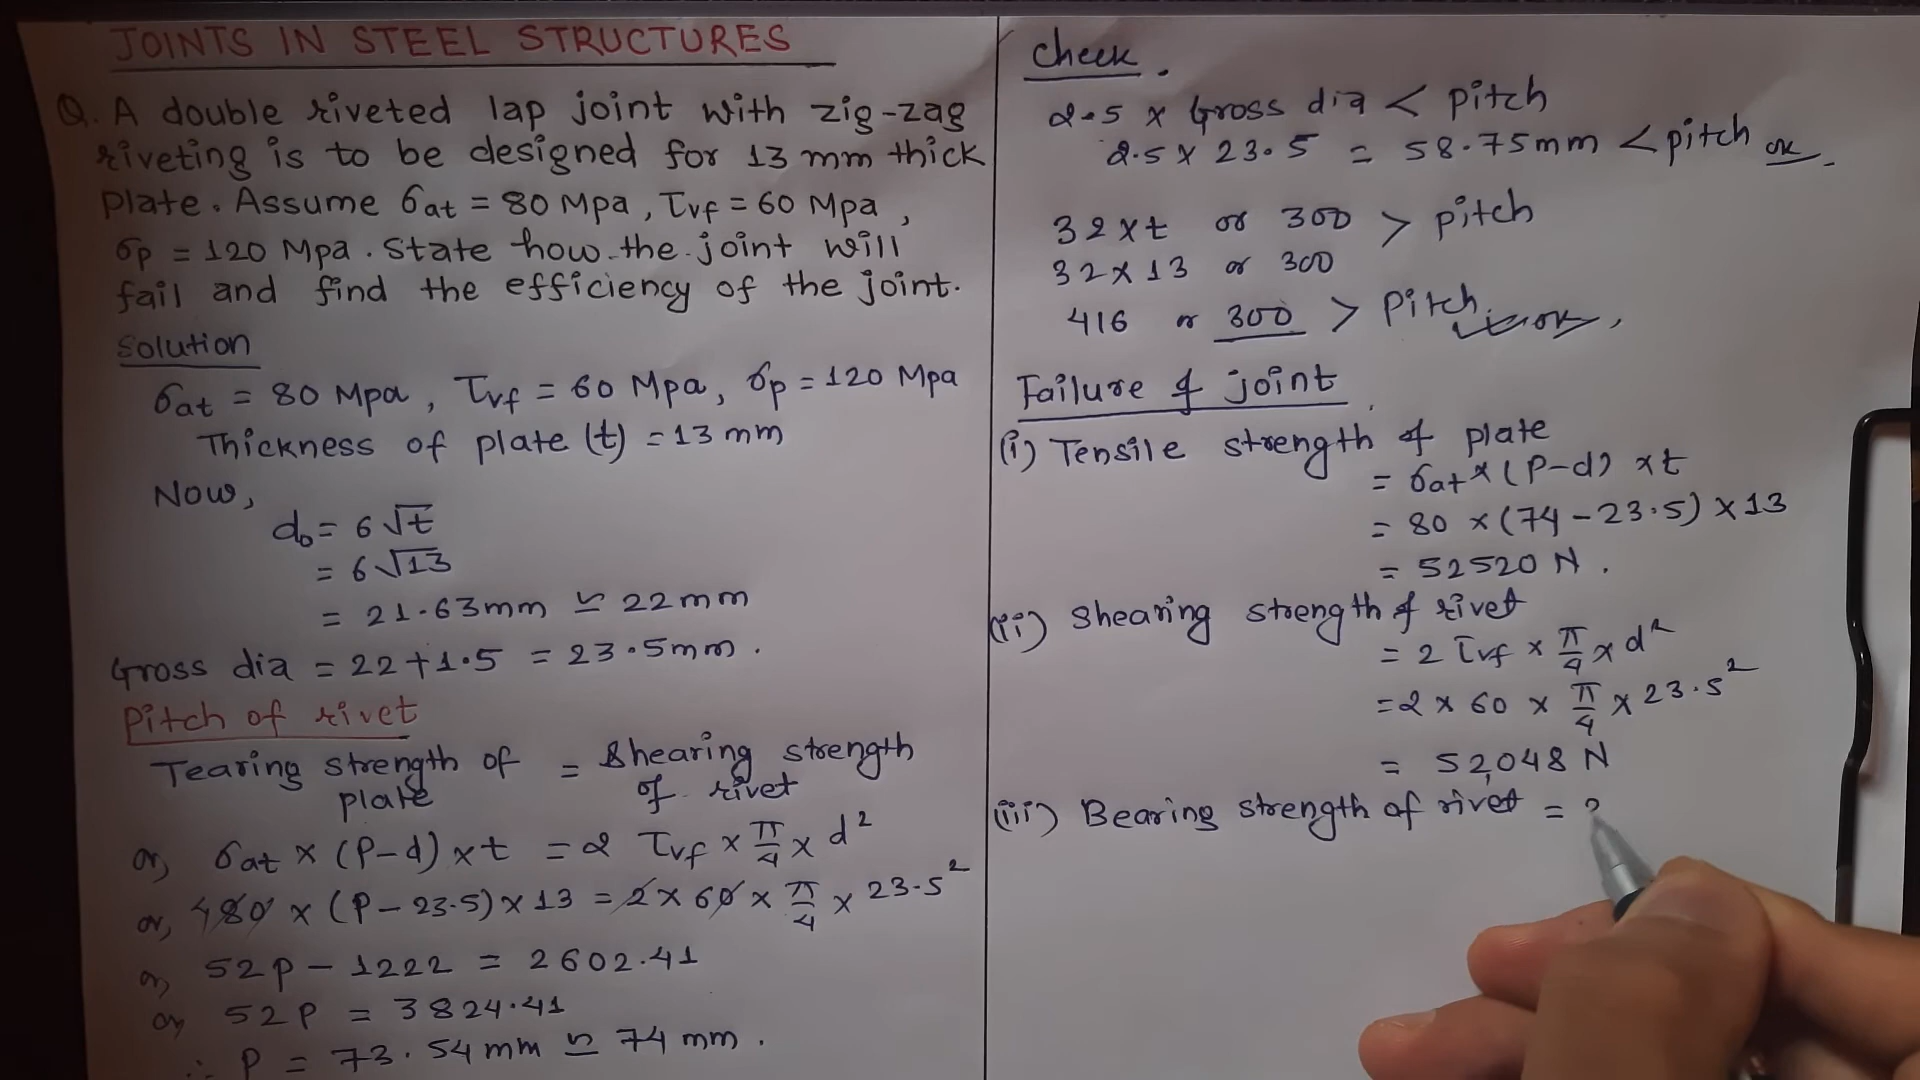 JOINTS IN STEEL STRUCTURES
Q. A double riveted lap joint with zig-zag
riveting is to be designed for 13 mm thick
plate. Assume σat = 80 Mpa, τvf = 60 Mpa,
σp = 120 Mpa. State how the joint will
fail and find the efficiency of the joint.
Solution
σat = 80 Mpa, τvf = 60 Mpa, σp = 120 Mpa
Thickness of plate (t) = 13 mm
Now,
d₀ = 6√t
= 6√13
= 21.63mm ≃ 22mm
Gross dia = 22+1.5 = 23.5mm.
Pitch of rivet
Tearing strength of plate = Shearing strength of rivet
or, σat × (P-d) × t = 2 τvf × π/4 × d²
or, 480 × (P-23.5) × 13 = 2 × 60 × π/4 × 23.5²
or, 52p - 1222 = 2602.41
or, 52P = 3824.41
∴ P = 73.54mm ≃ 74 mm.
Check.
2.5 × Gross dia < pitch
2.5 × 23.5 = 58.75mm < pitch ok.
32×t or 300 > pitch
32×13 or 300
416 or 300 > Pitch. ok,
Failure of joint
(i) Tensile strength of plate
= σat × (P-d) × t
= 80 × (74-23.5) × 13
= 52520 N.
(ii) Shearing strength of rivet
= 2 τvf × π/4 × d²
= 2 × 60 × π/4 × 23.5²
= 52,048 N
(iii) Bearing strength of rivet =